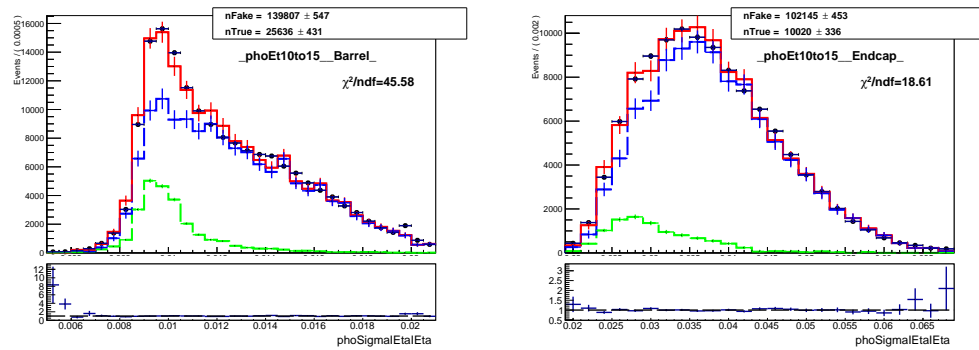 nFake = 139807 ± 547
nTrue = 25636 ± 431
_phoEt10to15__Barrel_
χ²/ndf=45.58
Events / ( 0.0005 )
16000
14000
12000
10000
8000
6000
4000
2000
0
12
10
8
6
4
2
0
0.006 0.008 0.01 0.012 0.014 0.016 0.018 0.02
phoSigmaIEtaIEta
nFake = 102145 ± 453
nTrue = 10020 ± 336
_phoEt10to15__Endcap_
χ²/ndf=18.61
Events / ( 0.002 )
10000
8000
6000
4000
2000
0
3
2.5
2
1.5
1
0.5
0.02 0.025 0.03 0.035 0.04 0.045 0.05 0.055 0.06 0.065
phoSigmaIEtaIEta